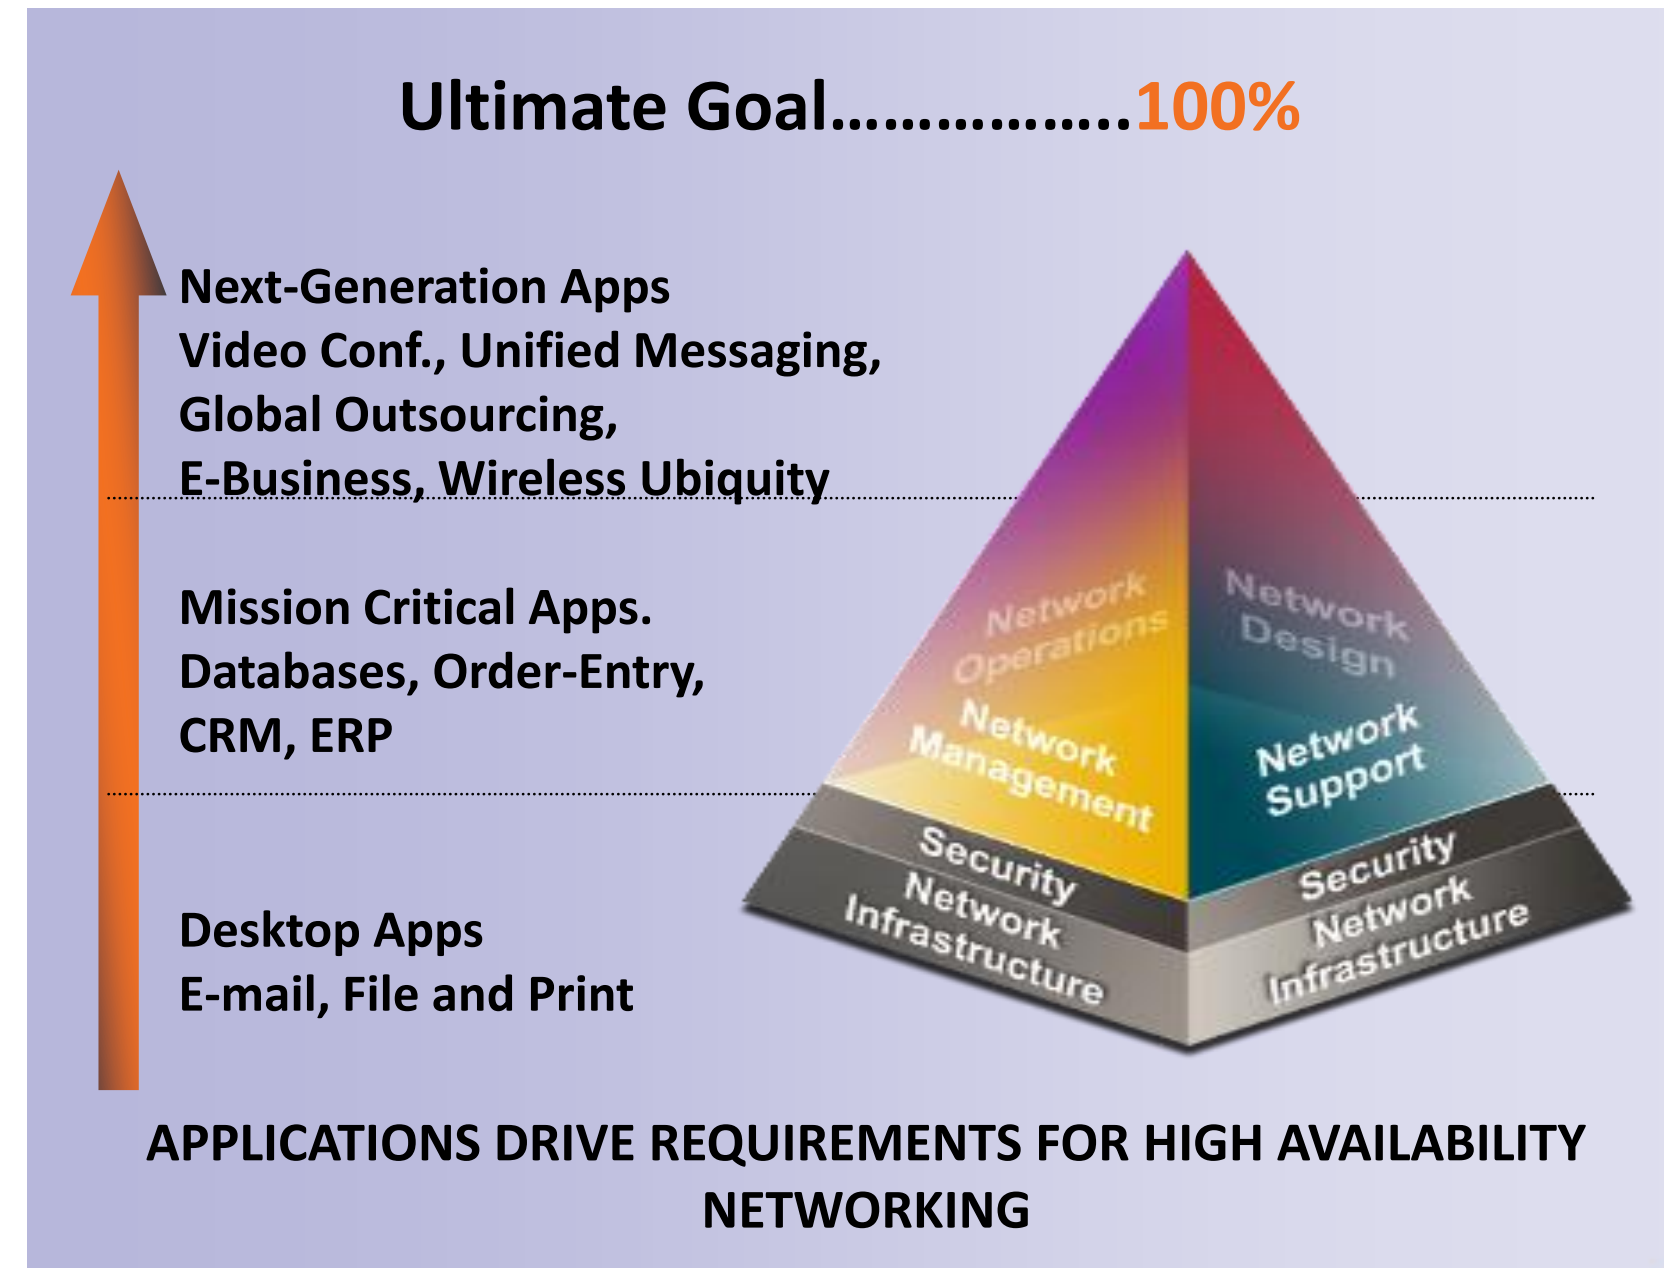 Ultimate Goal……………..100%
Next-Generation Apps
Video Conf., Unified Messaging,
Global Outsourcing,
E-Business, Wireless Ubiquity
Mission Critical Apps.
Databases, Order-Entry,
CRM, ERP
Desktop Apps
E-mail, File and Print
Network
Operations
Network
Management
Security
Network
Infrastructure
Network
Design
Network
Support
Security
Network
Infrastructure
APPLICATIONS DRIVE REQUIREMENTS FOR HIGH AVAILABILITY
NETWORKING